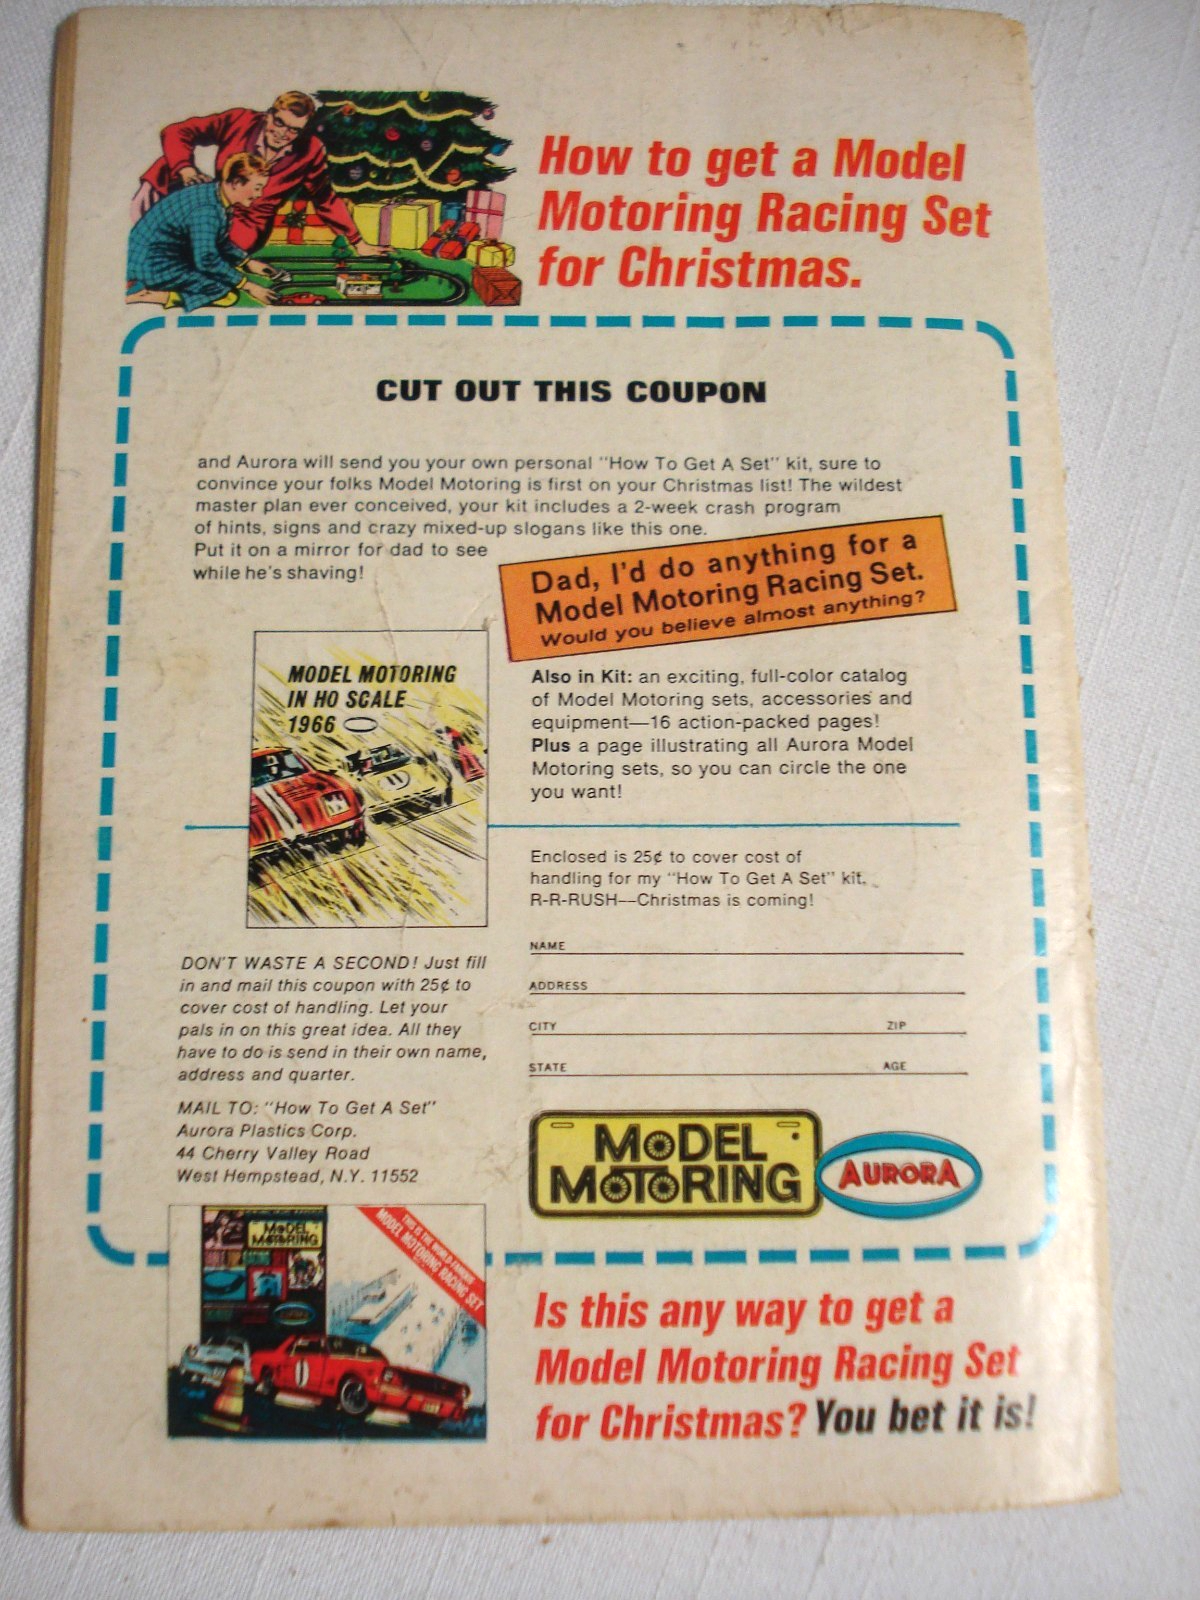 How to get a Model
Motoring Racing Set
for Christmas.
CUT OUT THIS COUPON
and Aurora will send you your own personal "How To Get A Set" kit, sure to
convince your folks Model Motoring is first on your Christmas list! The wildest
master plan ever conceived, your kit includes a 2-week crash program
of hints, signs and crazy mixed-up slogans like this one.
Put it on a mirror for dad to see
while he's shaving!
Dad, I'd do anything for a
Model Motoring Racing Set.
Would you believe almost anything?
MODEL MOTORING
IN HO SCALE
1966
11
Also in Kit: an exciting, full-color catalog
of Model Motoring sets, accessories and
equipment—16 action-packed pages!
Plus a page illustrating all Aurora Model
Motoring sets, so you can circle the one
you want!
Enclosed is 25¢ to cover cost of
handling for my "How To Get A Set" kit.
R-R-RUSH—Christmas is coming!
NAME
ADDRESS
CITY ZIP
STATE AGE
DON'T WASTE A SECOND! Just fill
in and mail this coupon with 25¢ to
cover cost of handling. Let your
pals in on this great idea. All they
have to do is send in their own name,
address and quarter.
MAIL TO: "How To Get A Set"
Aurora Plastics Corp.
44 Cherry Valley Road
West Hempstead, N.Y. 11552
MODEL
MOTORING
AURORA
MODEL
MOTORING
THIS IS THE WORLD FAMOUS
MODEL MOTORING RACING SET
AURORA
1
Is this any way to get a
Model Motoring Racing Set
for Christmas? You bet it is!